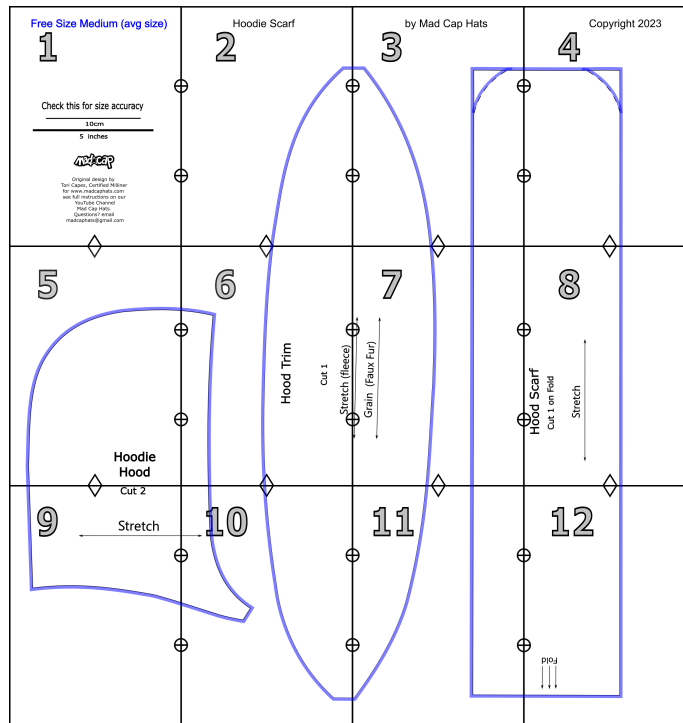 Free Size Medium (avg size)
Hoodie Scarf
by Mad Cap Hats
Copyright 2023
1
2
3
4
Check this for size accuracy
10cm
5 inches
mad cap
Original design by
Tori Capes, Certified Milliner
for www.madcaphats.com
see full instructions on our
YouTube Channel
Mad Cap Hats.
Questions? email
madcaphats@gmail.com
5
6
7
8
Hood Trim
Cut 1
Stretch (fleece)
Grain (Faux Fur)
Hood Scarf
Cut 1 on Fold
Stretch
Hoodie
Hood
Cut 2
9
10
11
12
Stretch
Fold